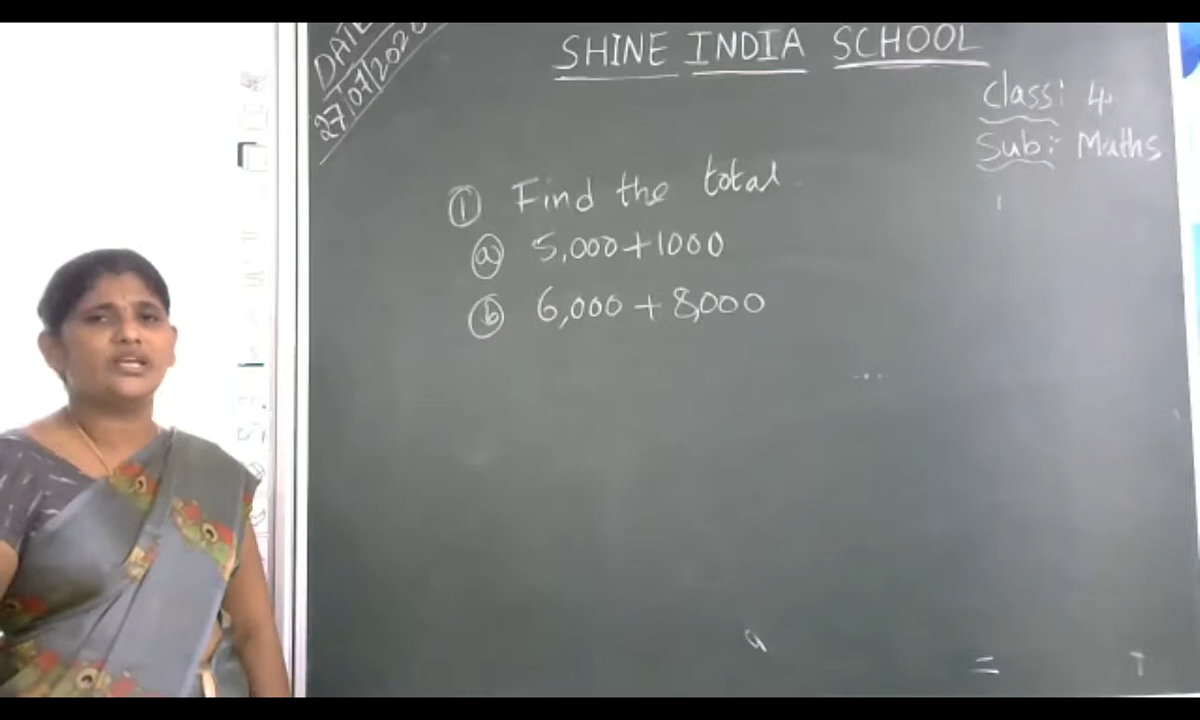 DATE
27/07/2020
SHINE INDIA SCHOOL
Class: 4
Sub:- Maths
① Find the total
ⓐ 5,000+1000
ⓑ 6,000+8,000